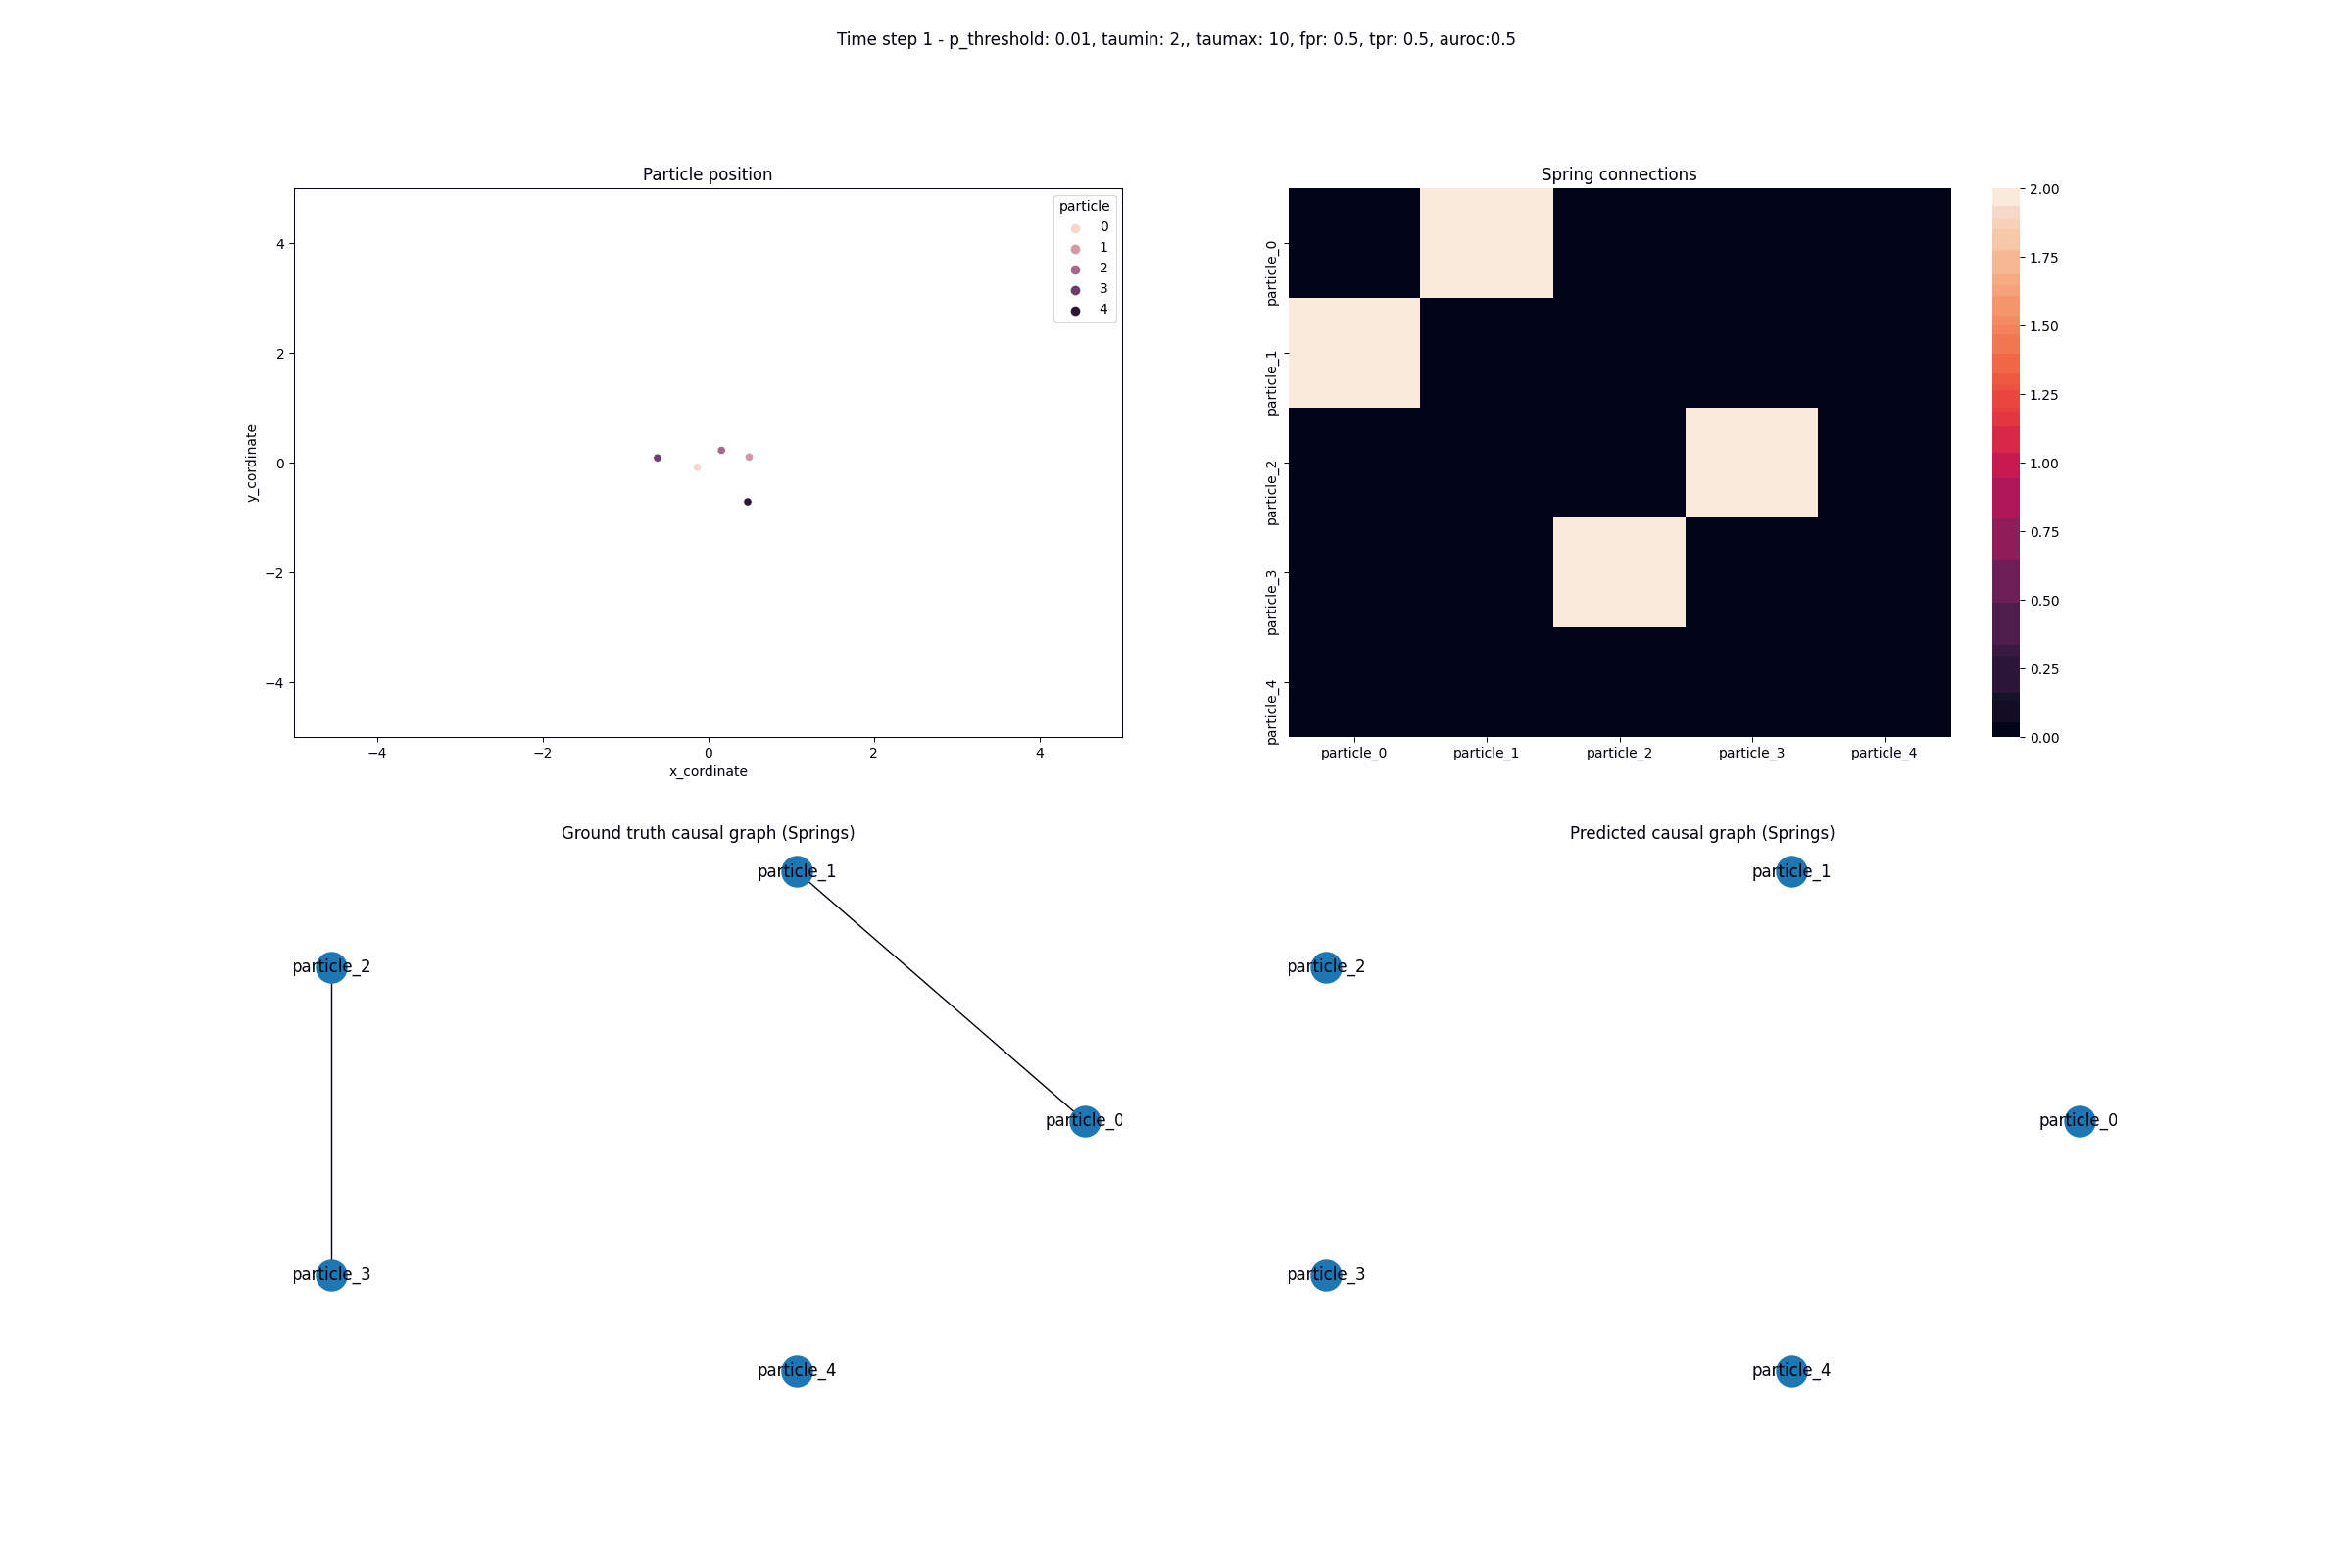 Time step 1 - p_threshold: 0.01, taumin: 2,, taumax: 10, fpr: 0.5, tpr: 0.5, auroc:0.5
Particle position
particle
0
1
2
3
4
4
2
0
−2
−4
y_cordinate
−4
−2
0
2
4
x_cordinate
Spring connections
particle_0
particle_1
particle_2
particle_3
particle_4
particle_0
particle_1
particle_2
particle_3
particle_4
2.00
1.75
1.50
1.25
1.00
0.75
0.50
0.25
0.00
Ground truth causal graph (Springs)
particle_1
particle_2
particle_0
particle_3
particle_4
Predicted causal graph (Springs)
particle_1
particle_2
particle_0
particle_3
particle_4